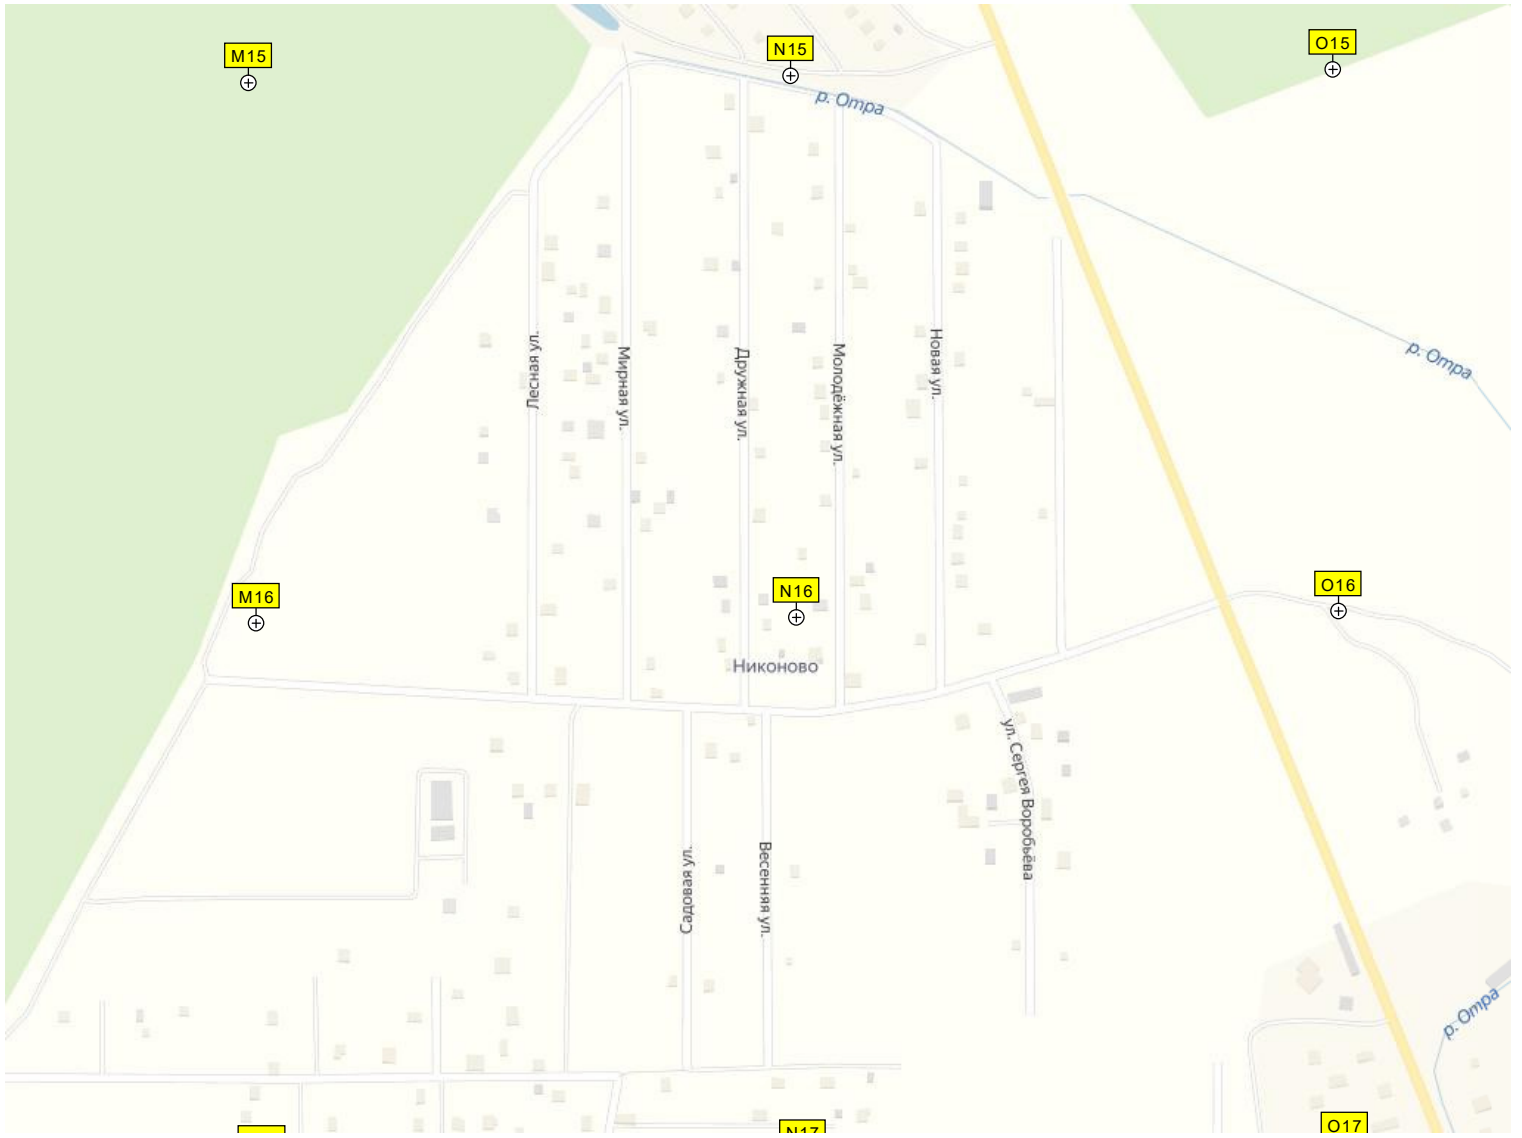 M15
N15
O15
р. Отра
р. Отра
Лесная ул.
Мирная ул.
Дружная ул.
Молодёжная ул.
Новая ул.
M16
N16
O16
Никоново
ул. Сергея Воробьёва
Садовая ул.
Весенняя ул.
р. Отра
N17
O17